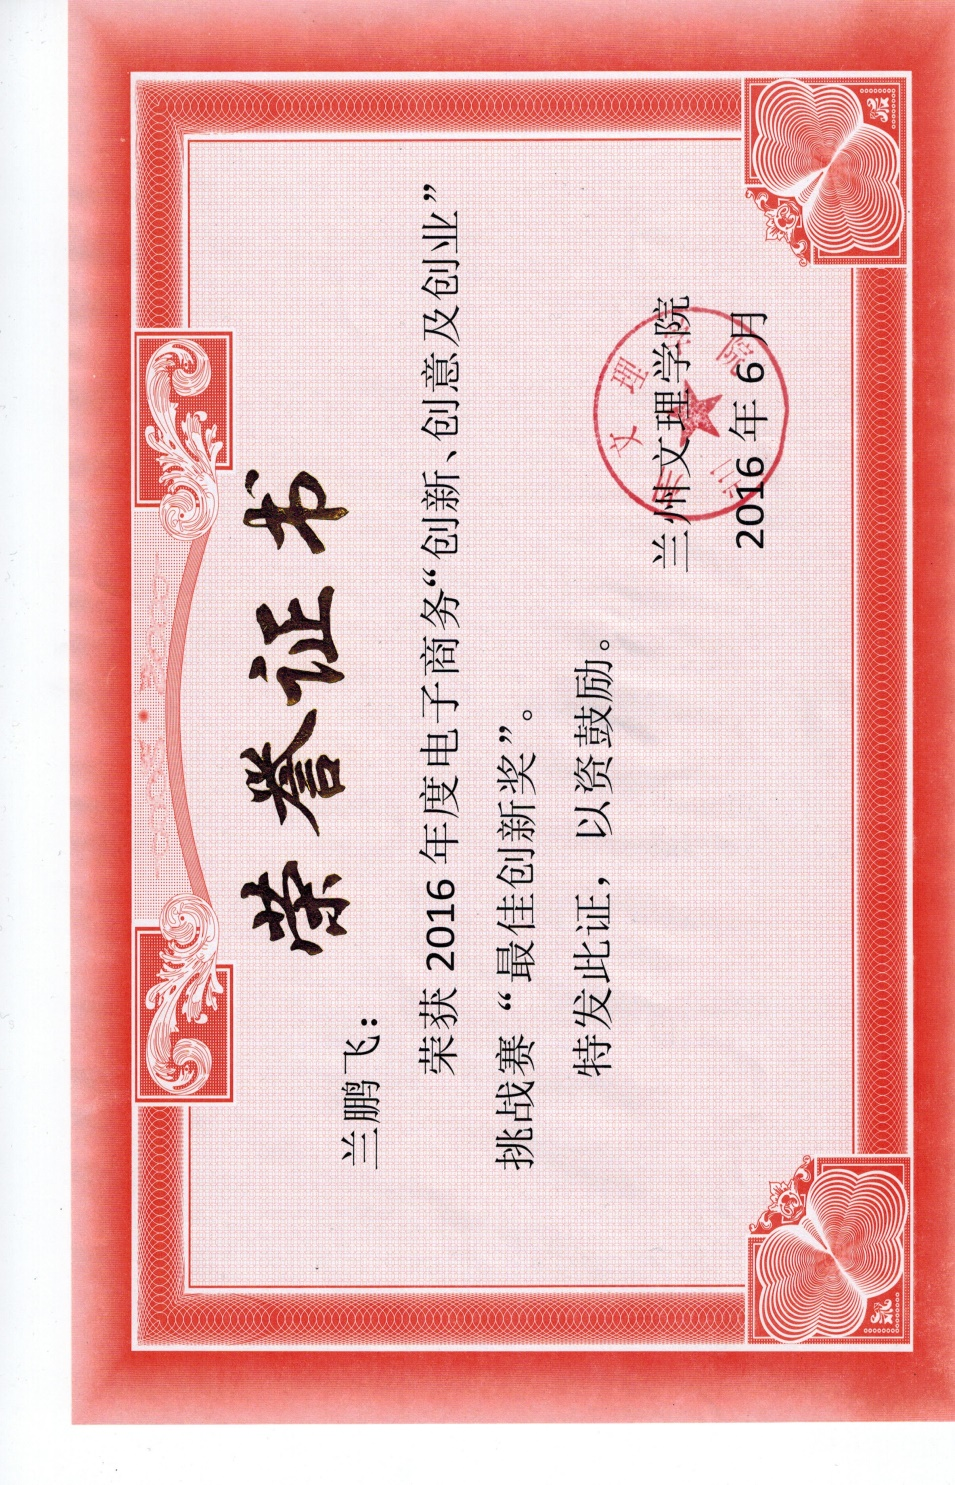 荣誉证书
兰鹏飞：
荣获 2016 年度电子商务“创新、创意及创业”
挑战赛“最佳创新奖”。
特发此证，以资鼓励。
兰州文理学院
2016 年 6 月